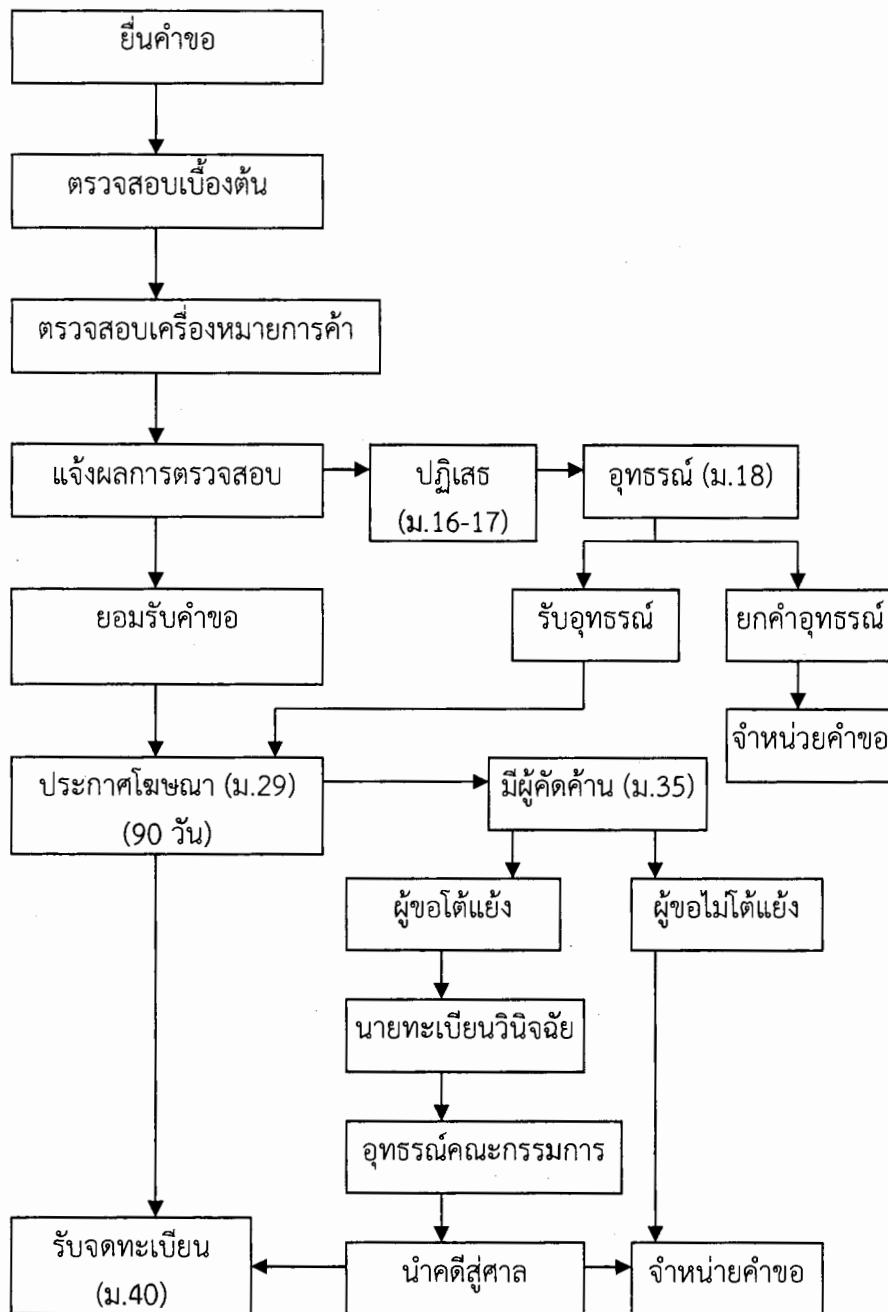 ยื่นคำขอ
ตรวจสอบเบื้องต้น
ตรวจสอบเครื่องหมายการค้า
แจ้งผลการตรวจสอบ
ปฏิเสธ
(ม.16-17)
อุทธรณ์ (ม.18)
ยอมรับคำขอ
รับอุทธรณ์
ยกคำอุทธรณ์
จำหน่วยคำขอ
ประกาศโฆษณา (ม.29)
(90 วัน)
มีผู้คัดค้าน (ม.35)
ผู้ขอโต้แย้ง
ผู้ขอไม่โต้แย้ง
นายทะเบียนวินิจฉัย
อุทธรณ์คณะกรรมการ
รับจดทะเบียน
(ม.40)
นำคดีสู่ศาล
จำหน่ายคำขอ